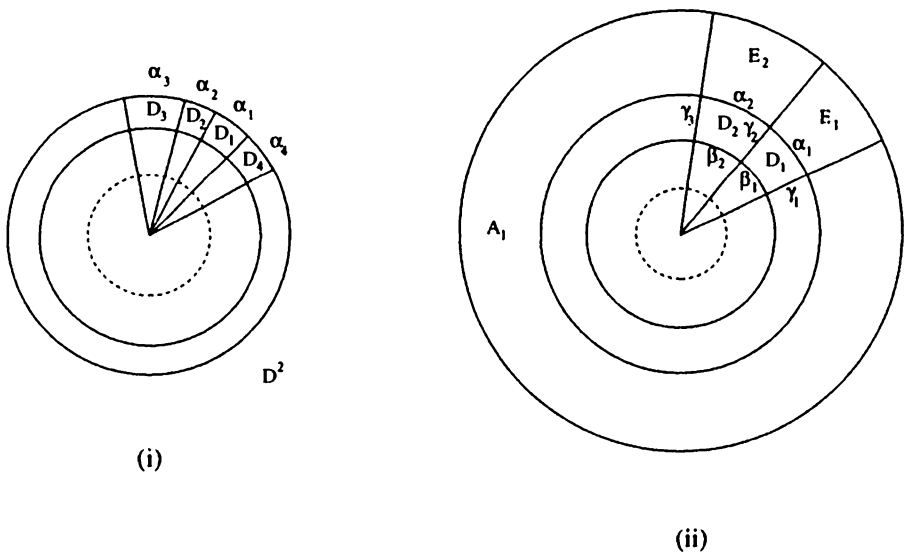 α₃ α₂ α₁ α₄
D₃ D₂ D₁ D₄
D²
(i)
E₂
E₁
α₂
γ₃ D₂ γ₂ α₁
β₂ D₁
β₁ γ₁
A₁
(ii)